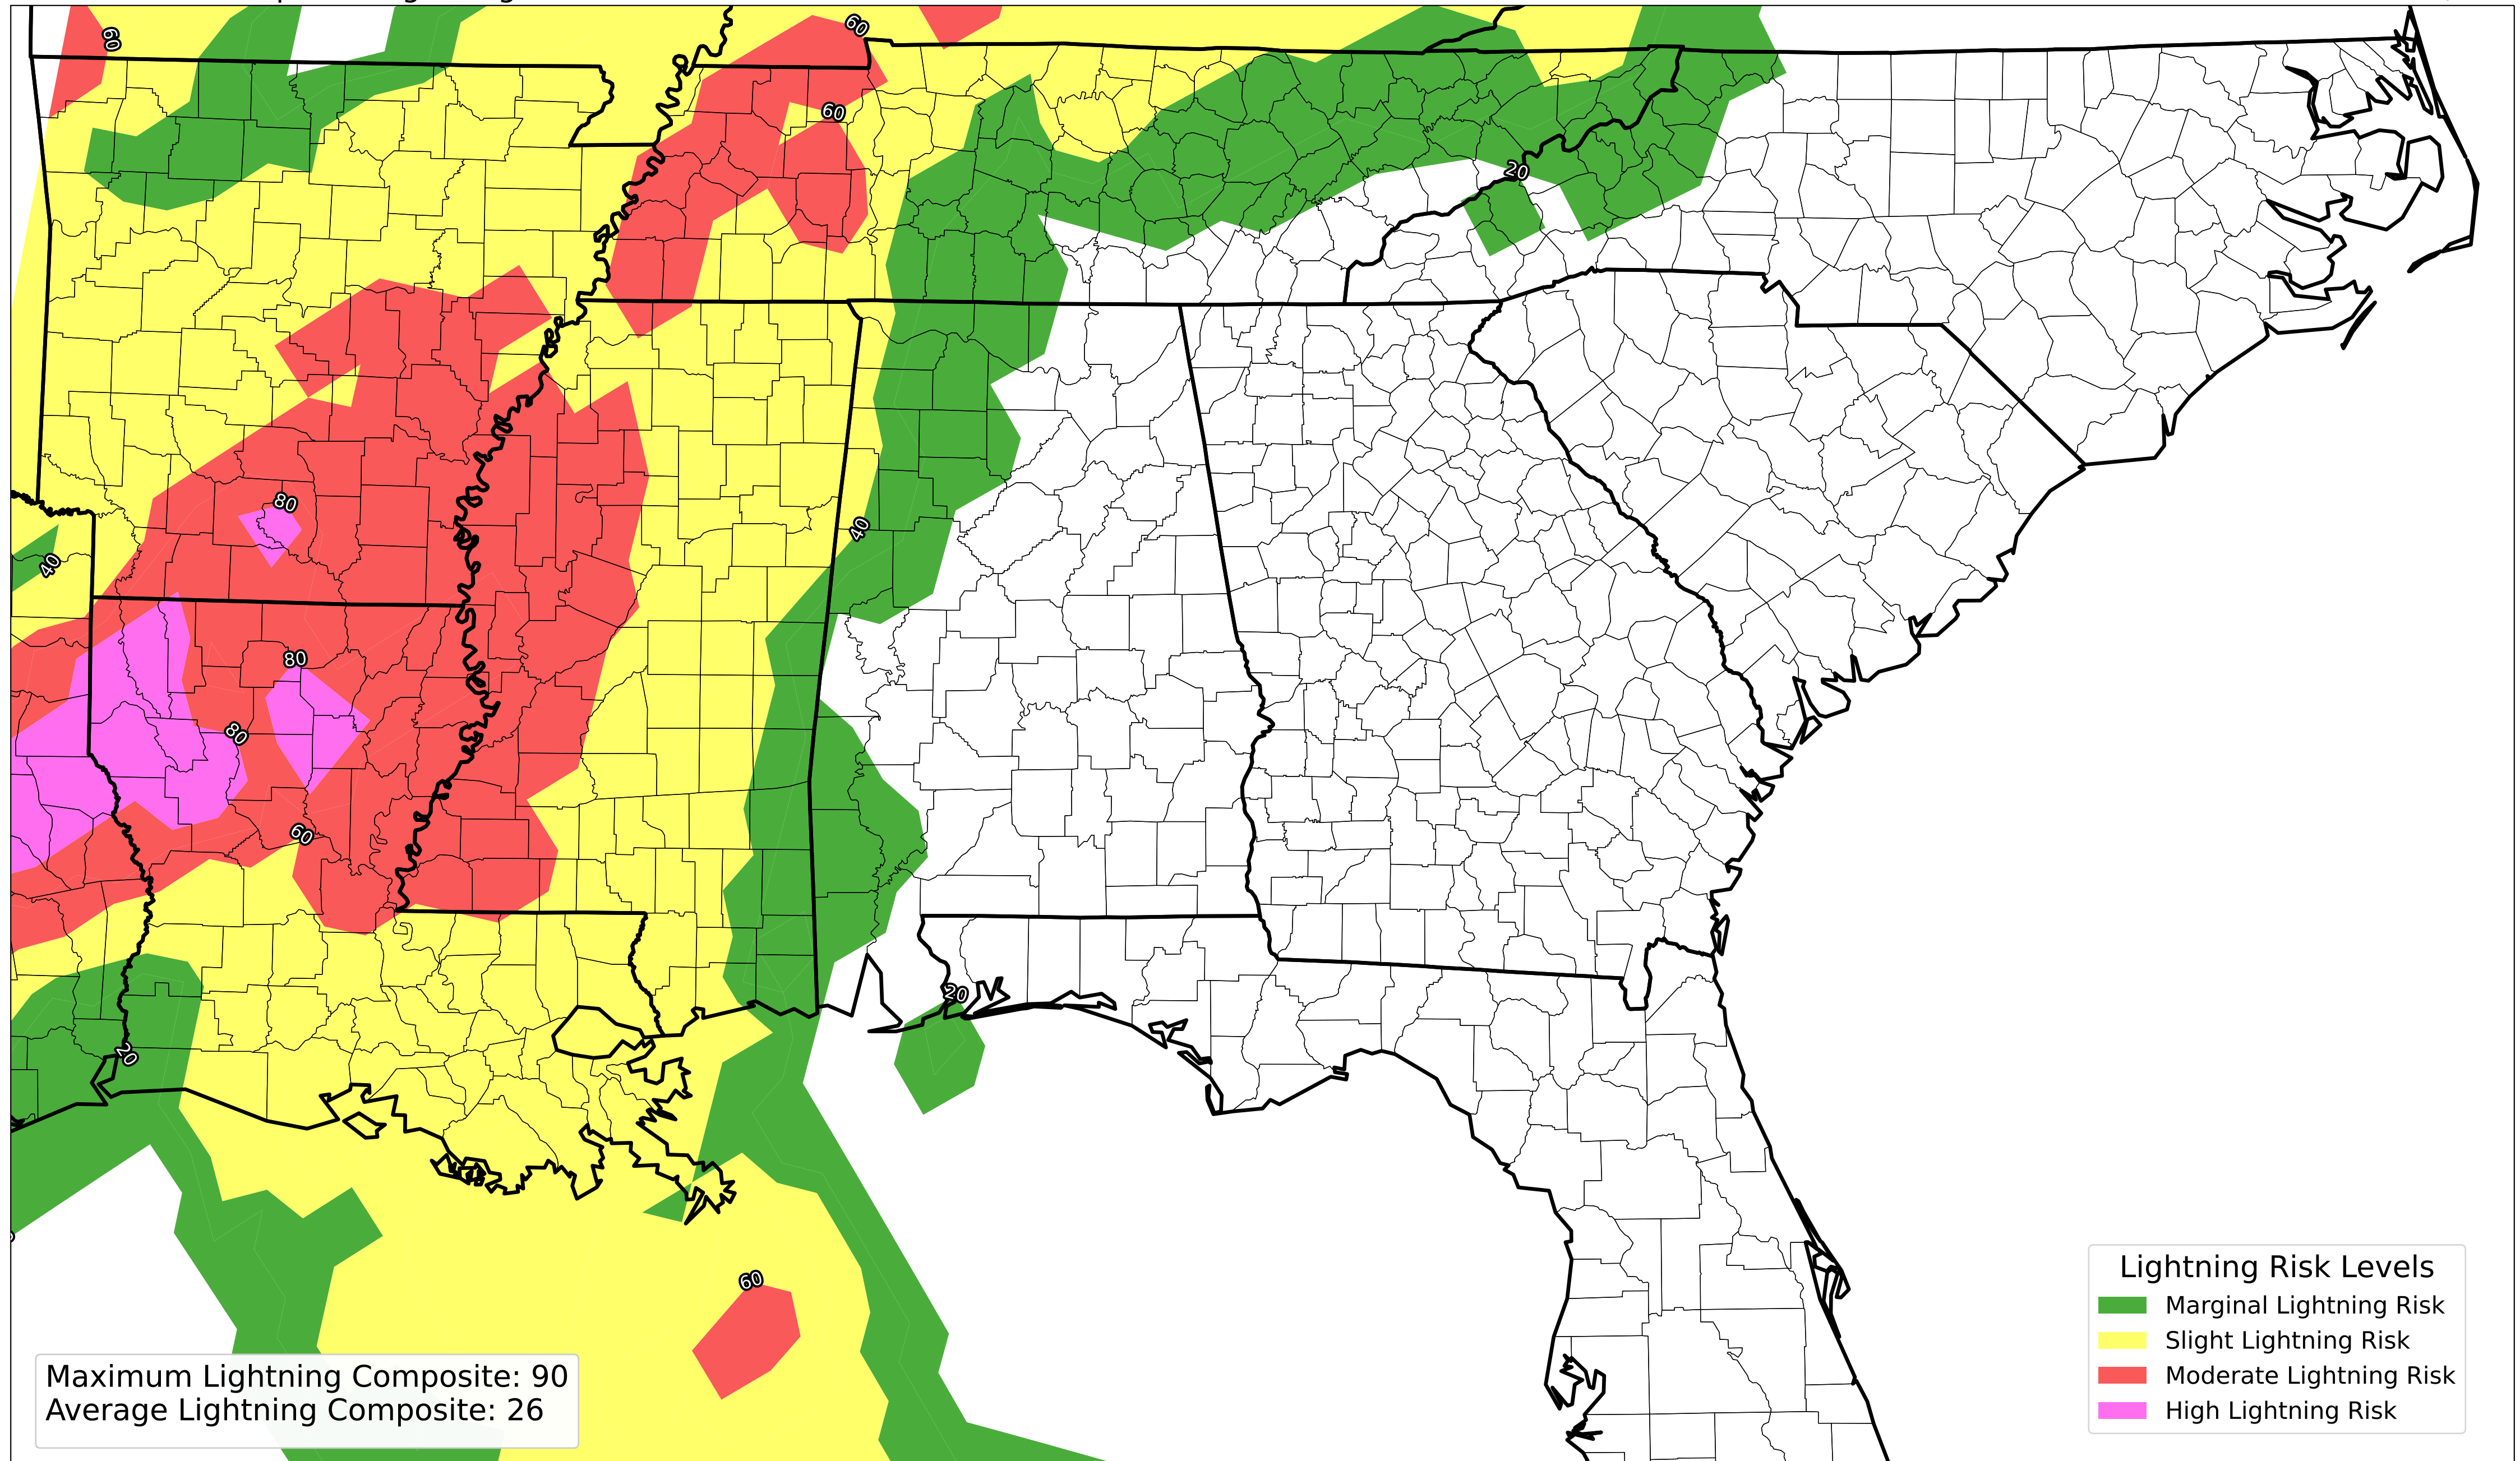 60
60
60
20
80
40
40
80
80
60
20
20
60
Lightning Risk Levels
Marginal Lightning Risk
Slight Lightning Risk
Moderate Lightning Risk
High Lightning Risk
Maximum Lightning Composite: 90
Average Lightning Composite: 26